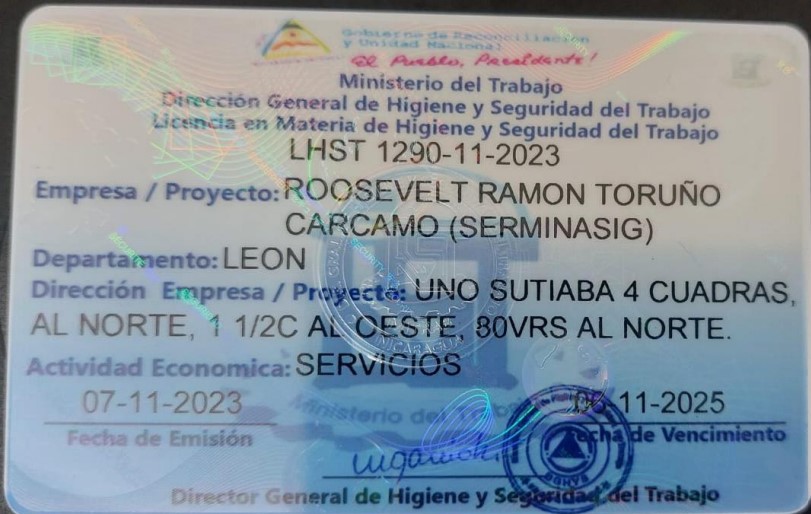 Gobierno de Reconciliación
y Unidad Nacional
El Pueblo, Presidente!
Ministerio del Trabajo
Dirección General de Higiene y Seguridad del Trabajo
Licencia en Materia de Higiene y Seguridad del Trabajo
LHST 1290-11-2023
Empresa / Proyecto: ROOSEVELT RAMON TORUÑO
CARCAMO (SERMINASIG)
Departamento: LEON
Dirección Empresa / Proyecto: UNO SUTIABA 4 CUADRAS,
AL NORTE, 1 1/2C AL OESTE, 80VRS AL NORTE.
NICARAGUA
Actividad Economica: SERVICIOS
07-11-2023 11-2025
Ministerio del
Fecha de Emisión Fecha de Vencimiento
Director General de Higiene y Seguridad del Trabajo